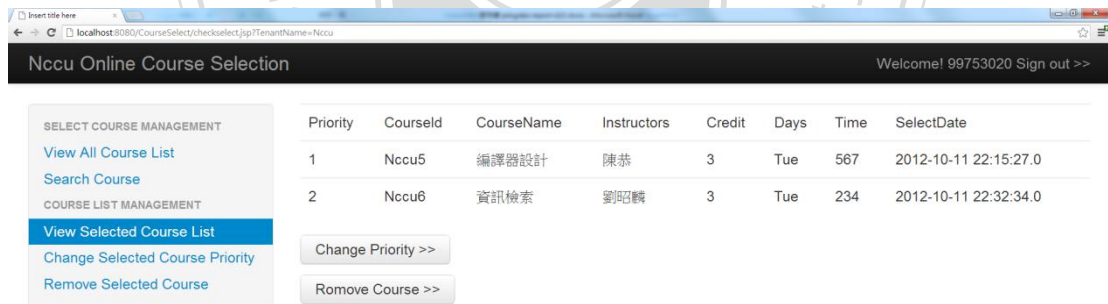 Insert title here
localhost:8080/CourseSelect/checkselect.jsp?TenantName=Nccu
Nccu Online Course Selection
Welcome! 99753020 Sign out >>
SELECT COURSE MANAGEMENT
View All Course List
Search Course
COURSE LIST MANAGEMENT
View Selected Course List
Change Selected Course Priority
Remove Selected Course
Priority CourseId CourseName Instructors Credit Days Time SelectDate
1 Nccu5 編譯器設計 陳恭 3 Tue 567 2012-10-11 22:15:27.0
2 Nccu6 資訊檢索 劉昭麟 3 Tue 234 2012-10-11 22:32:34.0
Change Priority >>
Romove Course >>